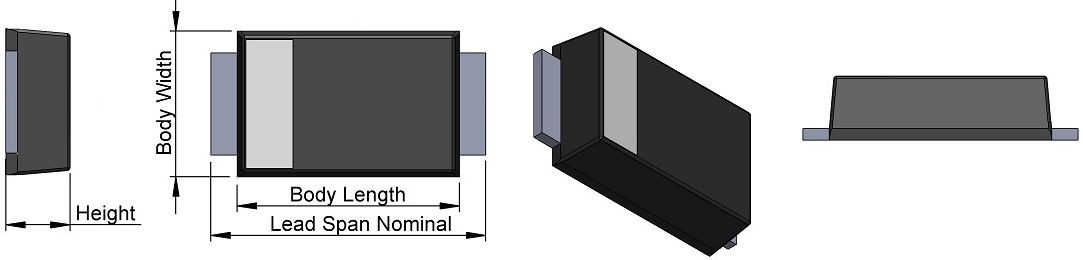 Height
Body Width
Body Length
Lead Span Nominal